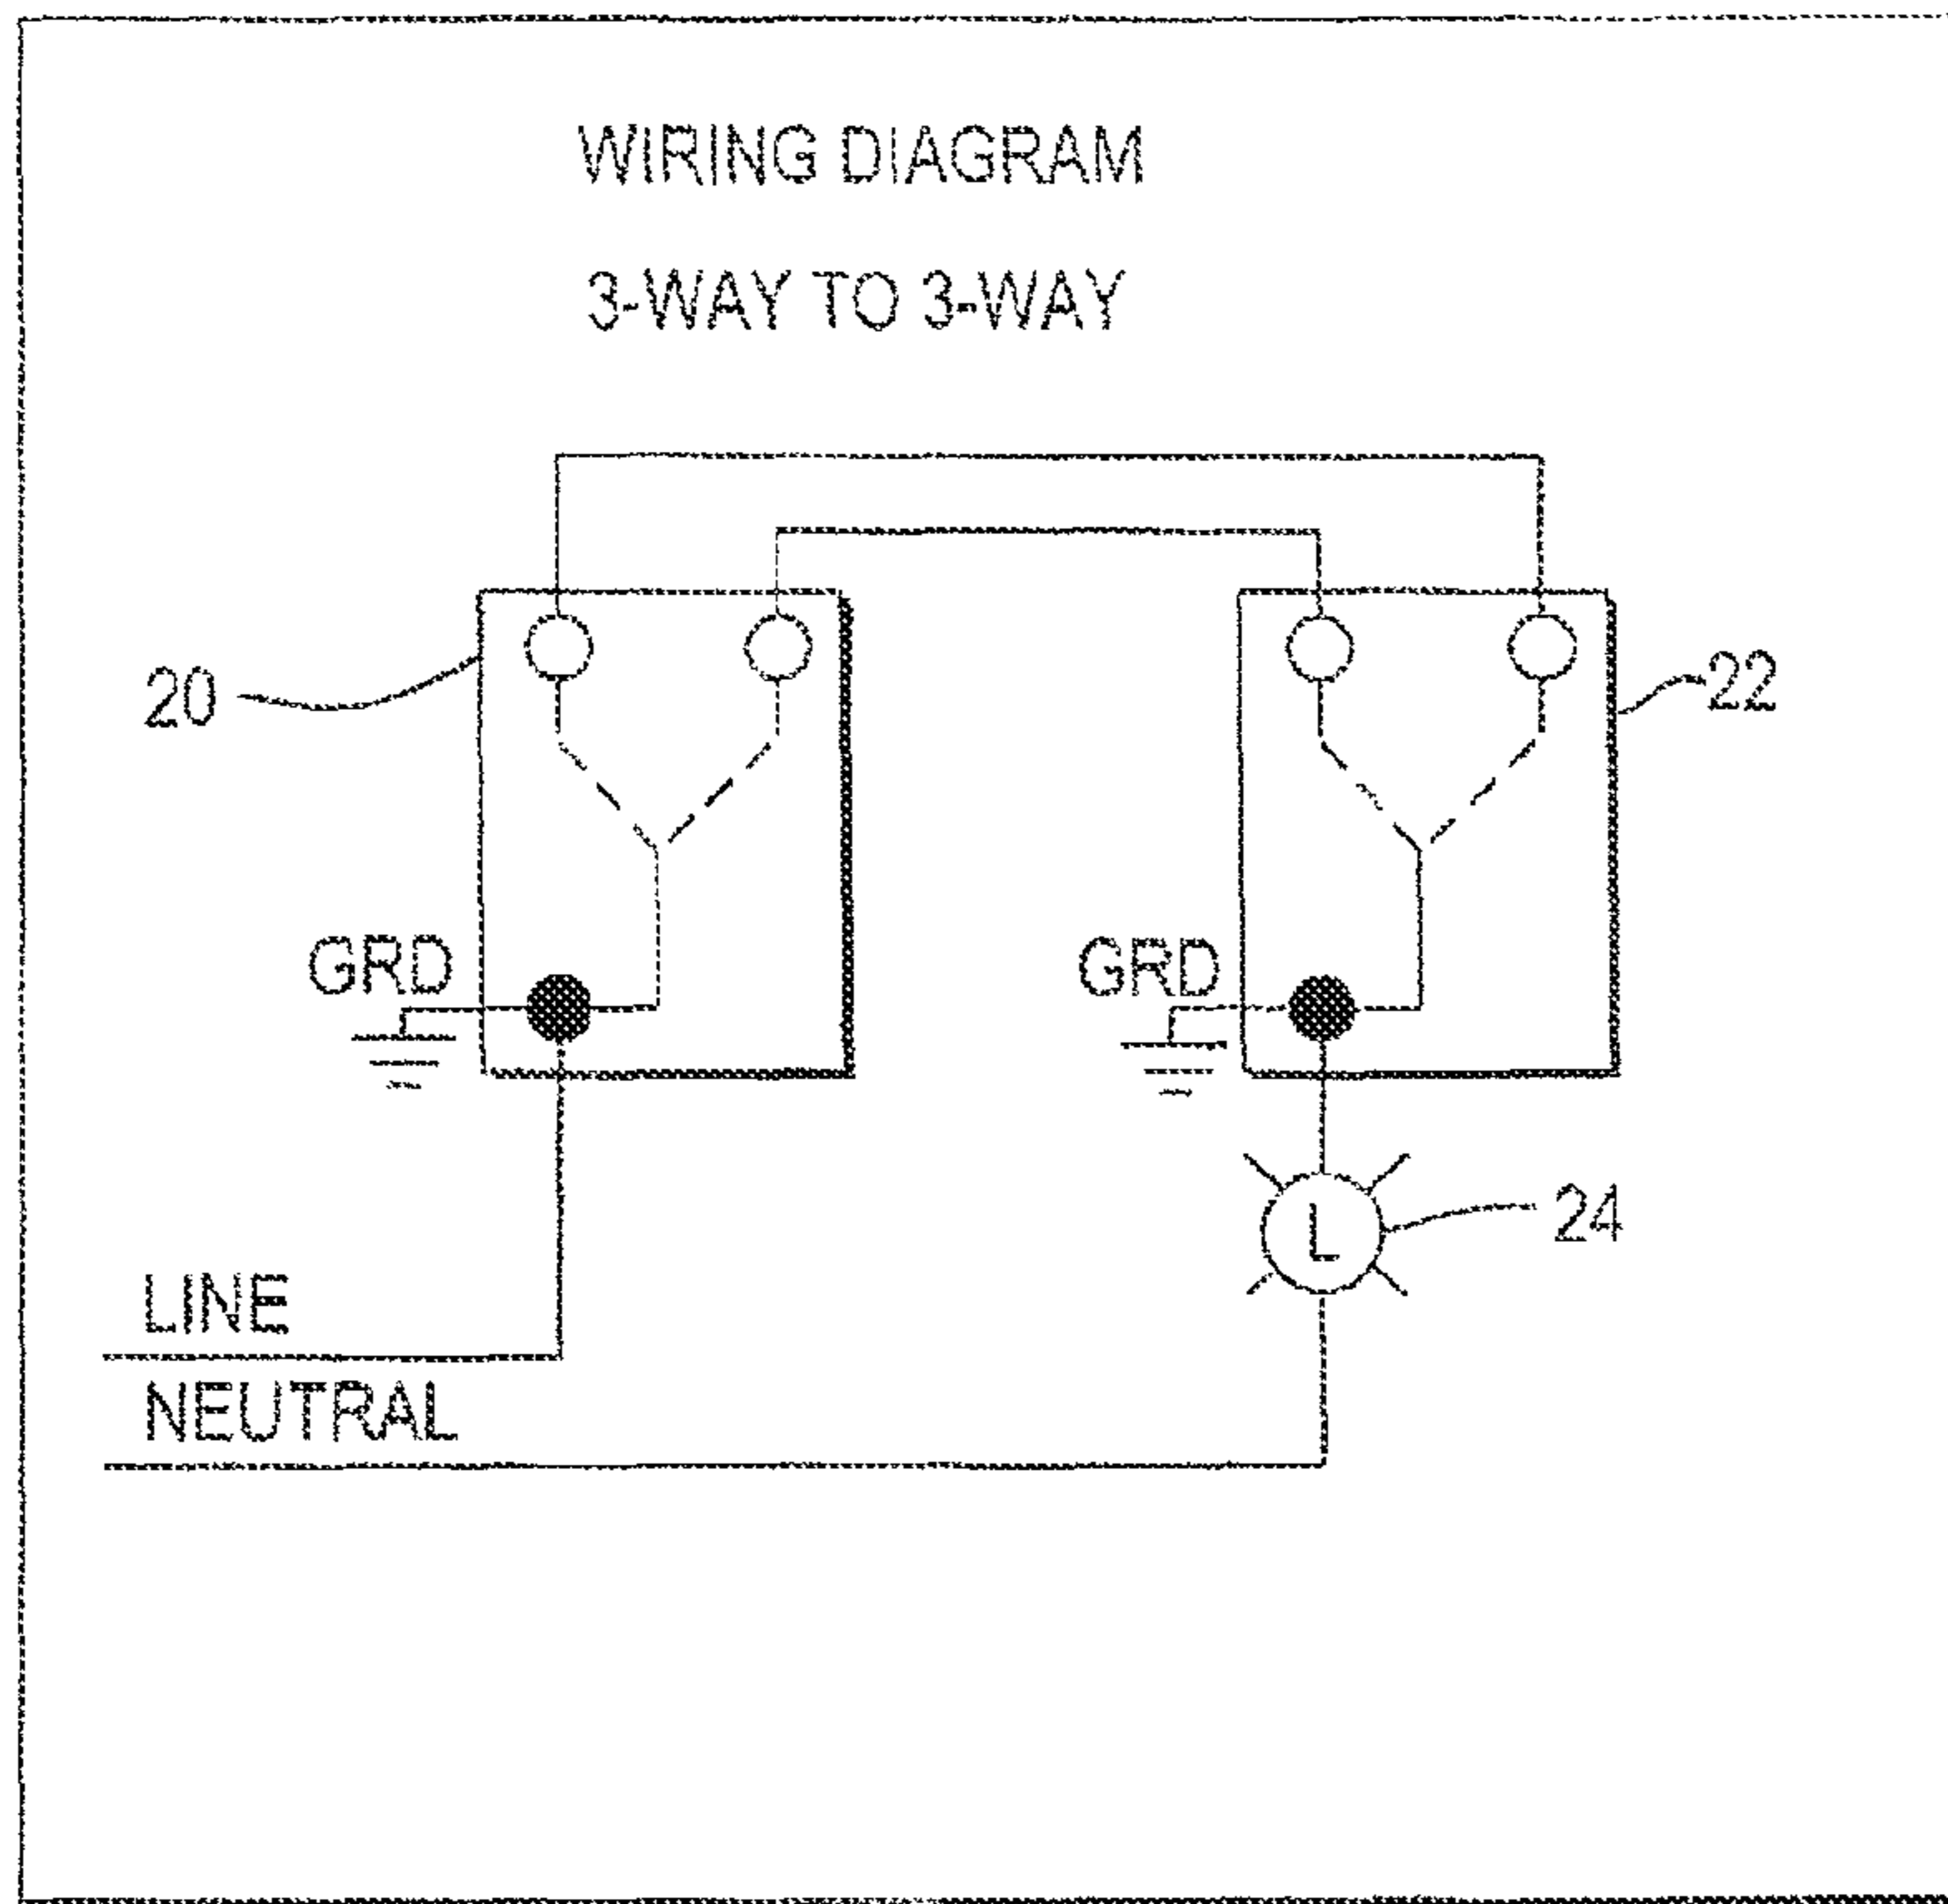 WIRING DIAGRAM
3-WAY TO 3-WAY
20
22
GRD
GRD
L
24
LINE
NEUTRAL